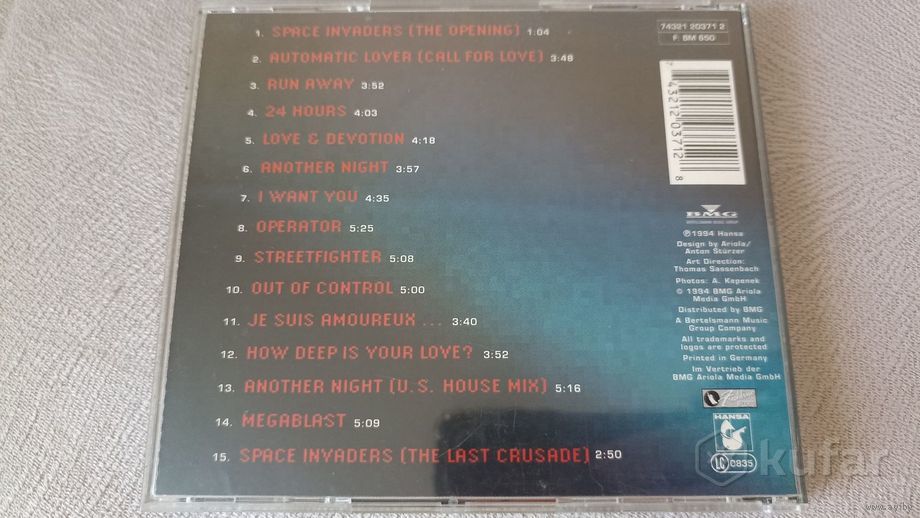 1. SPACE INVADERS (THE OPENING) 1:04
2. AUTOMATIC LOVER (CALL FOR LOVE) 3:48
3. RUN AWAY 3:52
4. 24 HOURS 4:03
5. LOVE & DEVOTION 4:18
6. ANOTHER NIGHT 3:57
7. I WANT YOU 4:35
8. OPERATOR 5:25
9. STREETFIGHTER 5:08
10. OUT OF CONTROL 5:00
11. JE SUIS AMOUREUX .... 3:40
12. HOW DEEP IS YOUR LOVE? 3:52
13. ANOTHER NIGHT (U.S. HOUSE MIX) 5:16
14. MEGABLAST 5:09
15. SPACE INVADERS (THE LAST CRUSADE) 2:50
74321 20371 2
F: BM 650
7 43212 03712 8
BMG
℗ 1994 Hansa
Design by Ariola/
Anton Stürzer
Art Direction:
Thomas Sassenbach
Photos: A. Kepenek
© 1994 BMG Ariola
Media GmbH
Distributed by BMG
A Bertelsmann Music
Group Company
All trademarks and
logos are protected
Printed in Germany
Im Vertrieb der
BMG Ariola Media GmbH
HANSA
LC 0835
kufar